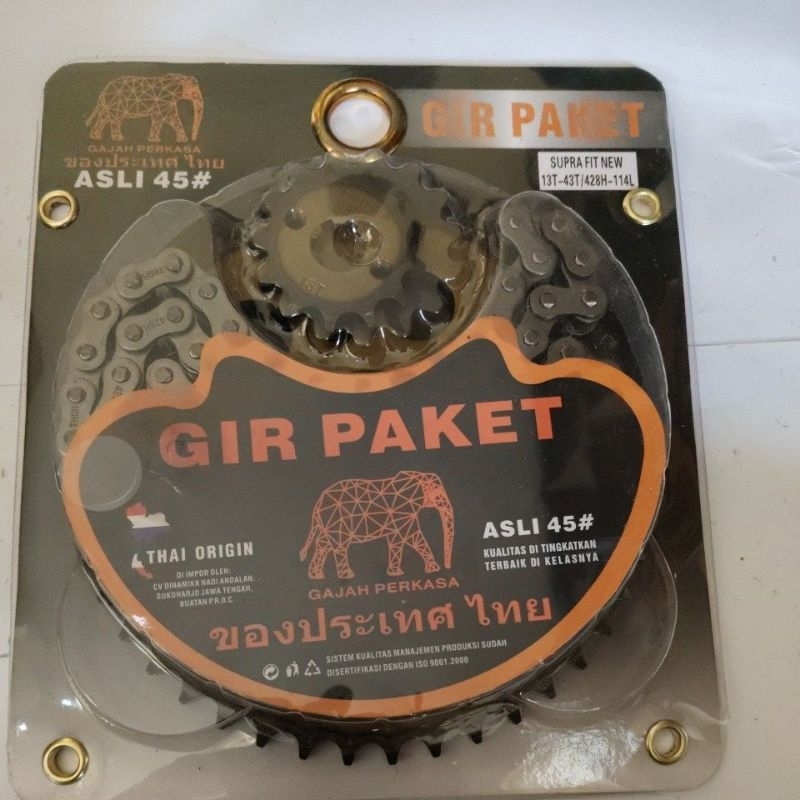 GAJAH PERKASA
ของประเทศ ไทย
ASLI 45#
GIR PAKET
SUPRA FIT NEW
13T-43T/428H-114L
13T
428H
GIR PAKET
THAI ORIGIN
DI IMPOR OLEH:
CV DINAMIKA NADI ANDALAN.
SUKOHARJO JAWA TENGAH.
BUATAN P.R.O.C
GAJAH PERKASA
ASLI 45#
KUALITAS DI TINGKATKAN
TERBAIK DI KELASNYA
ของประเทศ ไทย
SISTEM KUALITAS MANAJEMEN PRODUKSI SUDAH
DISERTIFIKASI DENGAN ISO 9001.2000